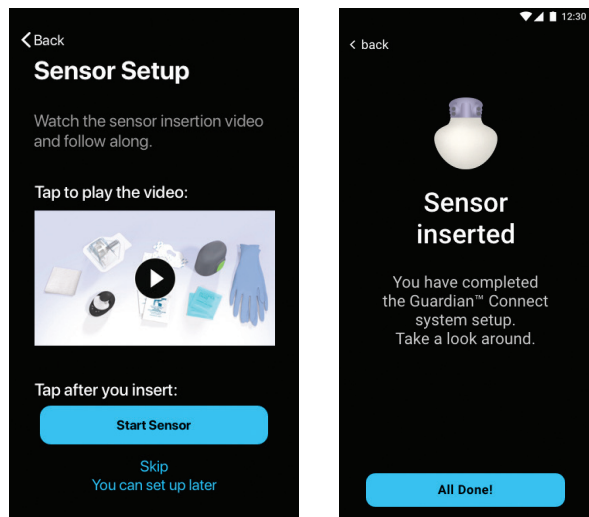 Back
Sensor Setup
Watch the sensor insertion video
and follow along.
Tap to play the video:
Tap after you insert:
Start Sensor
Skip
You can set up later
12:30
< back
Sensor
inserted
You have completed
the Guardian™ Connect
system setup.
Take a look around.
All Done!